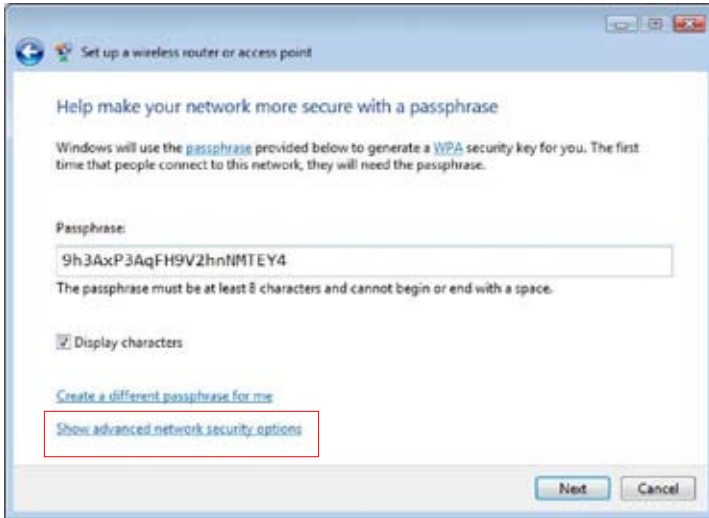 Set up a wireless router or access point
Help make your network more secure with a passphrase
Windows will use the passphrase provided below to generate a WPA security key for you. The first
time that people connect to this network, they will need the passphrase.
Passphrase:
9h3AxP3AqFH9V2hnNMTEY4
The passphrase must be at least 8 characters and cannot begin or end with a space.
Display characters
Create a different passphrase for me
Show advanced network security options
Next Cancel